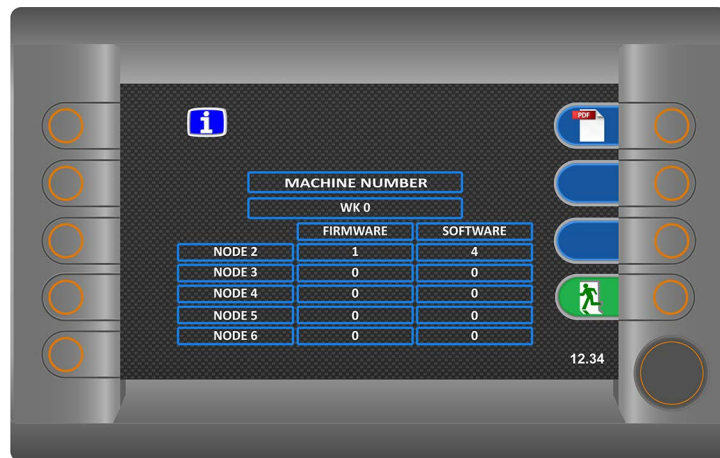 i
PDF
MACHINE NUMBER
WK 0
FIRMWARE SOFTWARE
NODE 2 1 4
NODE 3 0 0
NODE 4 0 0
NODE 5 0 0
NODE 6 0 0
12.34